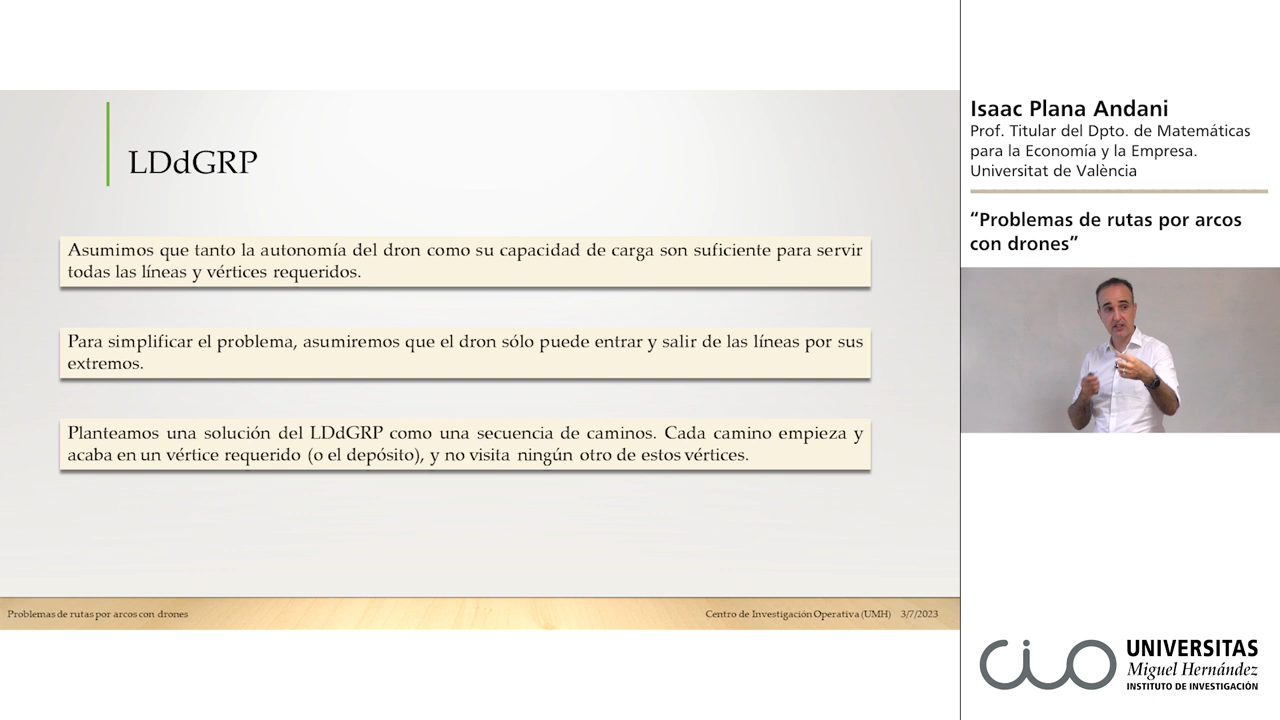 LDdGRP
Asumimos que tanto la autonomía del dron como su capacidad de carga son suficiente para servir
todas las líneas y vértices requeridos.
Para simplificar el problema, asumiremos que el dron sólo puede entrar y salir de las líneas por sus
extremos.
Planteamos una solución del LDdGRP como una secuencia de caminos. Cada camino empieza y
acaba en un vértice requerido (o el depósito), y no visita ningún otro de estos vértices.
Problemas de rutas por arcos con drones
Centro de Investigación Operativa (UMH) 3/7/2023
Isaac Plana Andani
Prof. Titular del Dpto. de Matemáticas
para la Economía y la Empresa.
Universitat de València
“Problemas de rutas por arcos
con drones”
cio
UNIVERSITAS
Miguel Hernández
INSTITUTO DE INVESTIGACIÓN